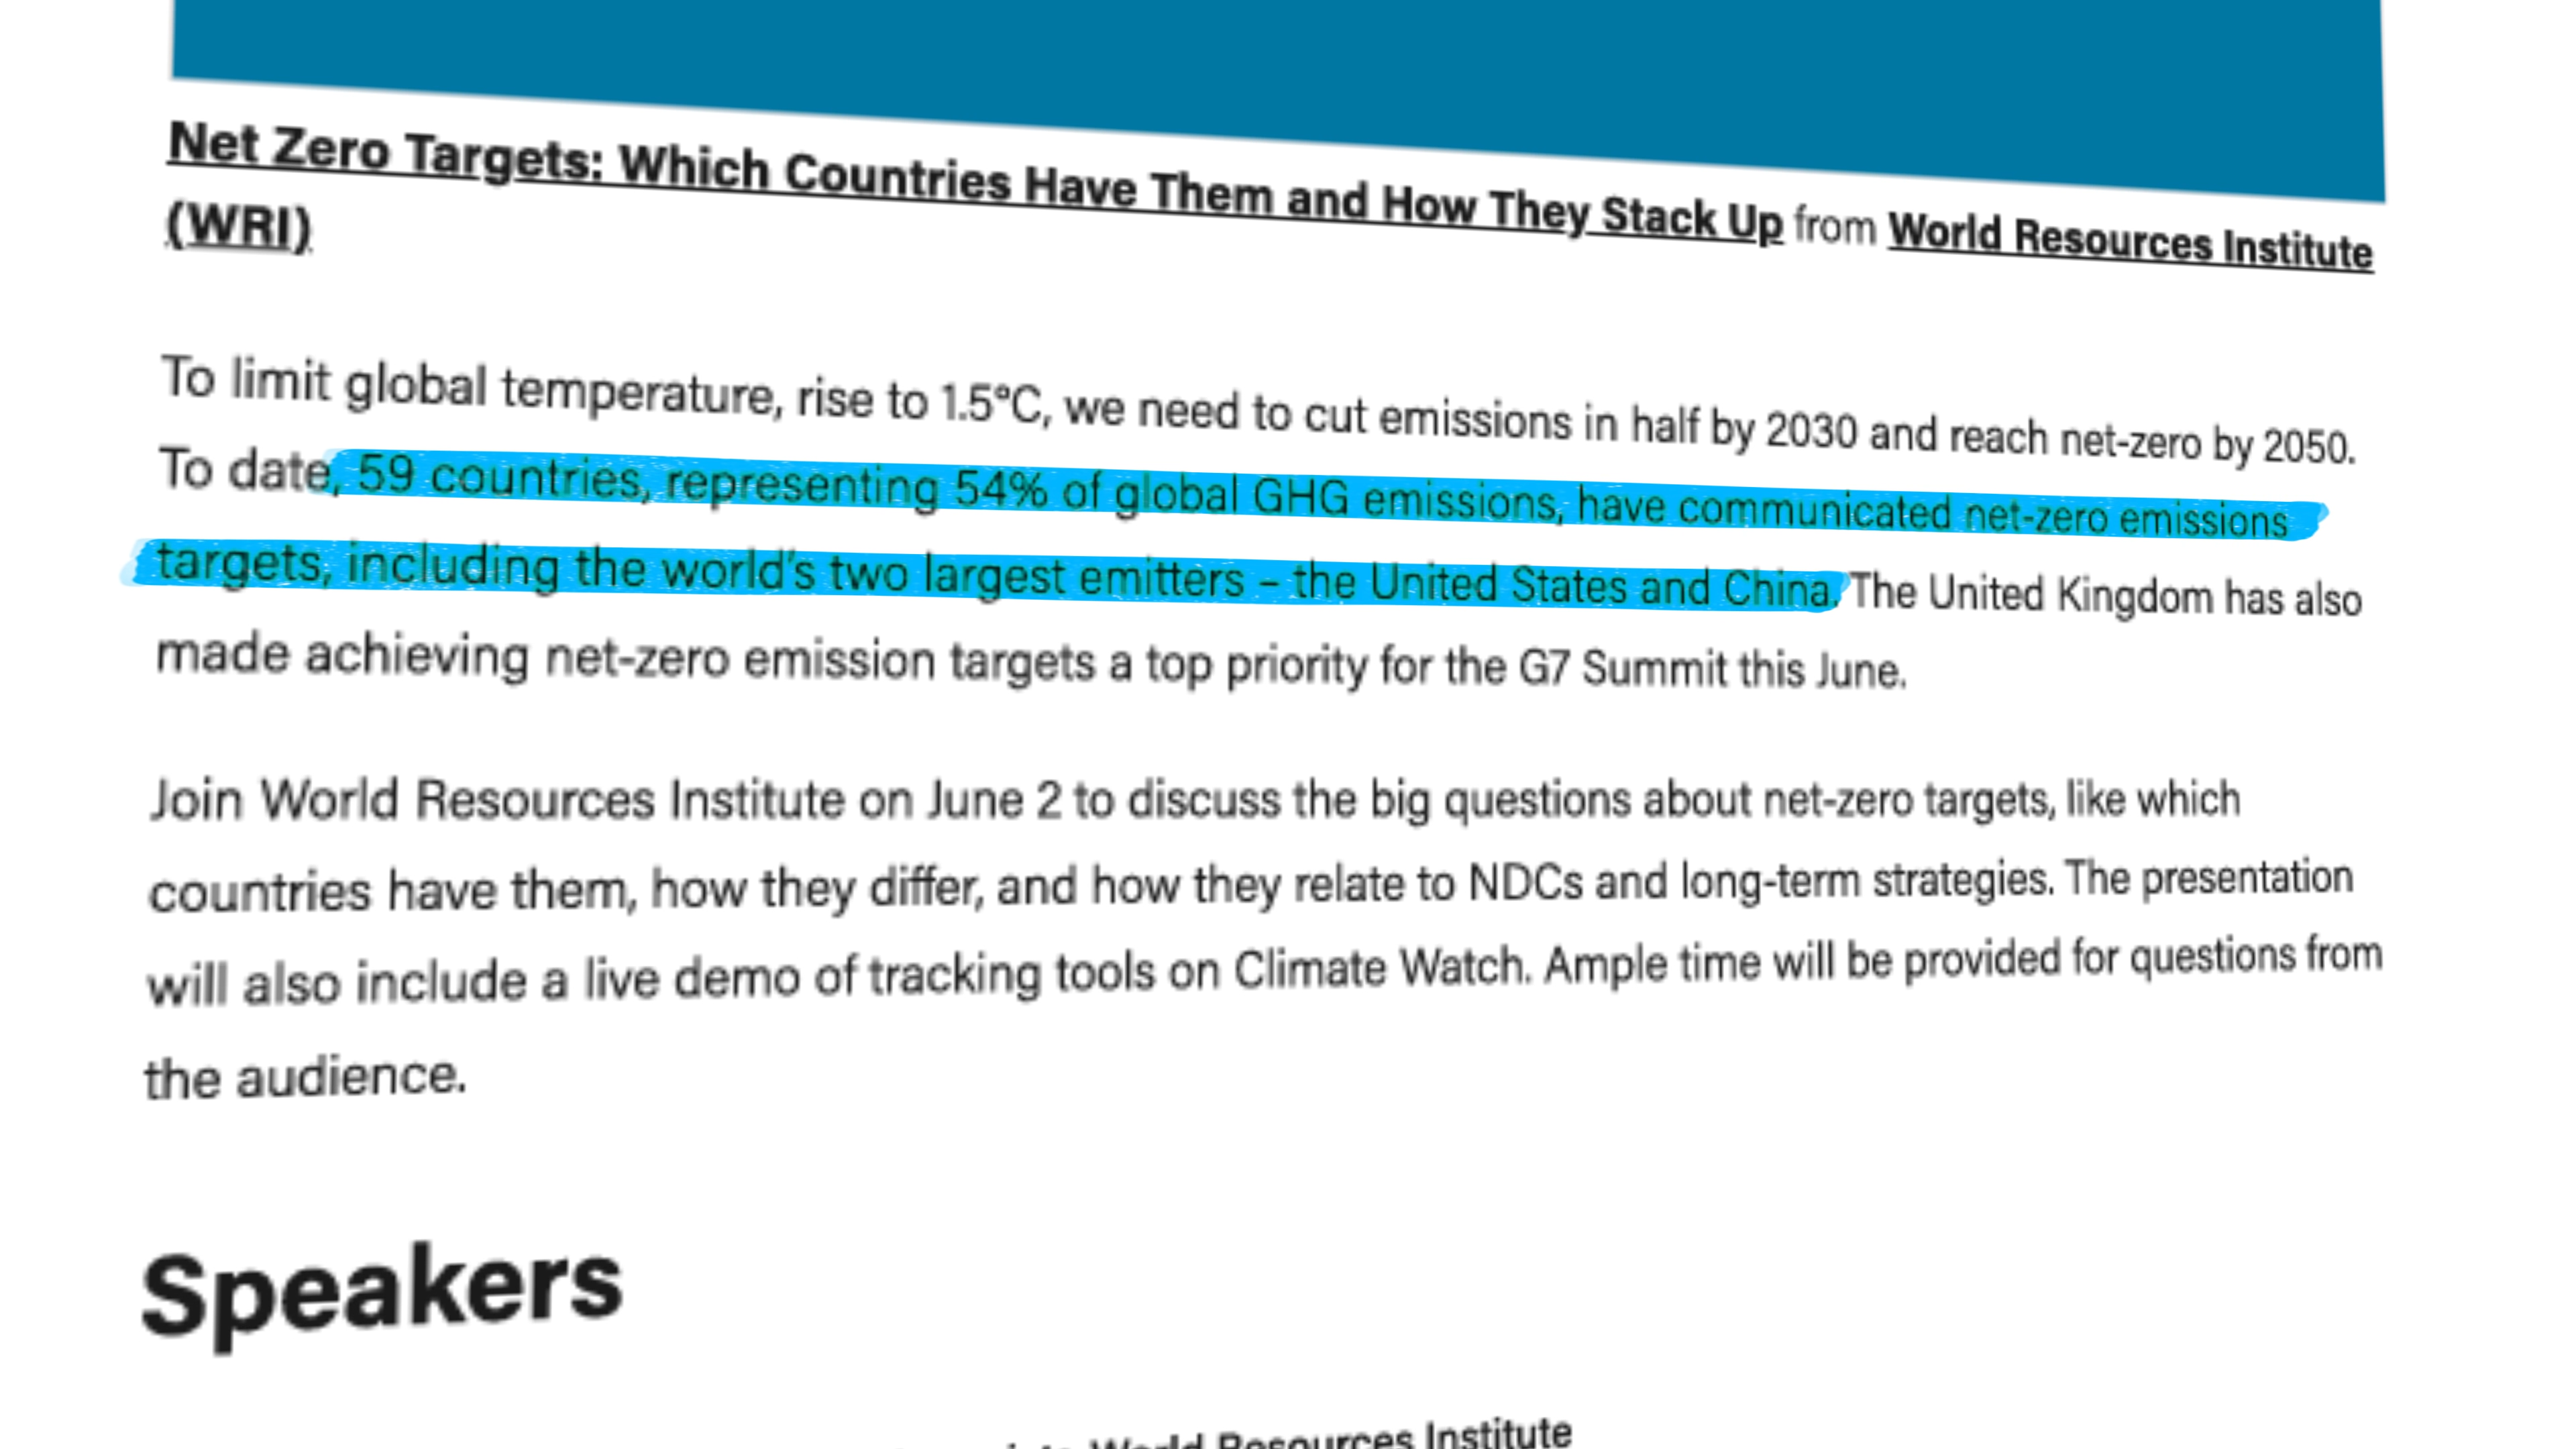 Net Zero Targets: Which Countries Have Them and How They Stack Up from World Resources Institute
(WRI)
To limit global temperature, rise to 1.5°C, we need to cut emissions in half by 2030 and reach net-zero by 2050.
To date, 59 countries, representing 54% of global GHG emissions, have communicated net-zero emissions
targets, including the world's two largest emitters – the United States and China. The United Kingdom has also
made achieving net-zero emission targets a top priority for the G7 Summit this June.
Join World Resources Institute on June 2 to discuss the big questions about net-zero targets, like which
countries have them, how they differ, and how they relate to NDCs and long-term strategies. The presentation
will also include a live demo of tracking tools on Climate Watch. Ample time will be provided for questions from
the audience.
Speakers
World Resources Institute